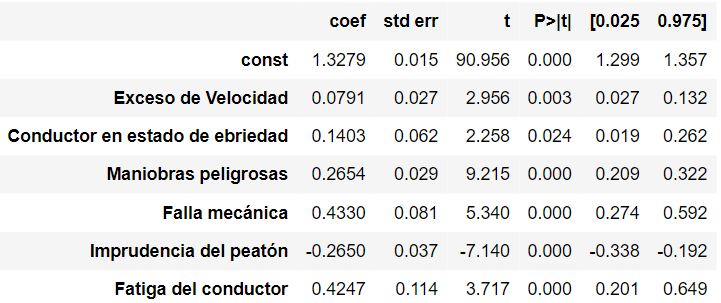 coef std err t P>|t| [0.025 0.975]
const 1.3279 0.015 90.956 0.000 1.299 1.357
Exceso de Velocidad 0.0791 0.027 2.956 0.003 0.027 0.132
Conductor en estado de ebriedad 0.1403 0.062 2.258 0.024 0.019 0.262
Maniobras peligrosas 0.2654 0.029 9.215 0.000 0.209 0.322
Falla mecánica 0.4330 0.081 5.340 0.000 0.274 0.592
Imprudencia del peatón -0.2650 0.037 -7.140 0.000 -0.338 -0.192
Fatiga del conductor 0.4247 0.114 3.717 0.000 0.201 0.649